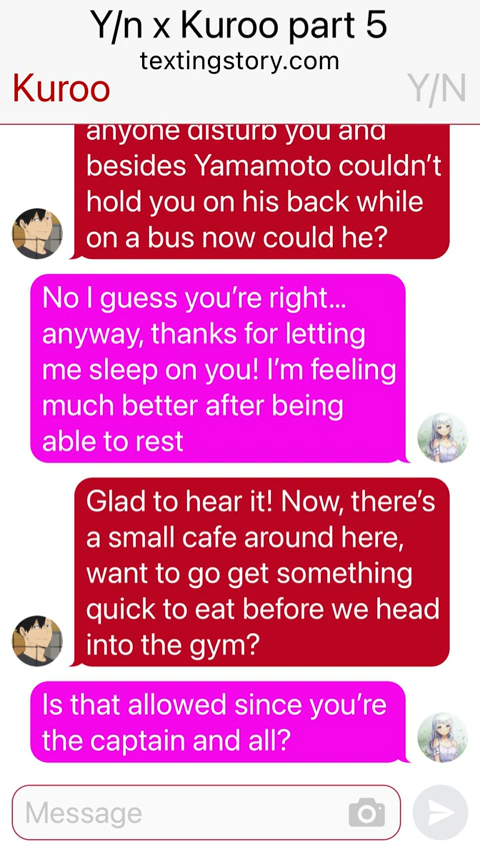 Y/n x Kuroo part 5
textingstory.com
Kuroo
Y/N
anyone disturb you and
besides Yamamoto couldn’t
hold you on his back while
on a bus now could he?
No I guess you’re right...
anyway, thanks for letting
me sleep on you! I’m feeling
much better after being
able to rest
Glad to hear it! Now, there’s
a small cafe around here,
want to go get something
quick to eat before we head
into the gym?
Is that allowed since you’re
the captain and all?
Message